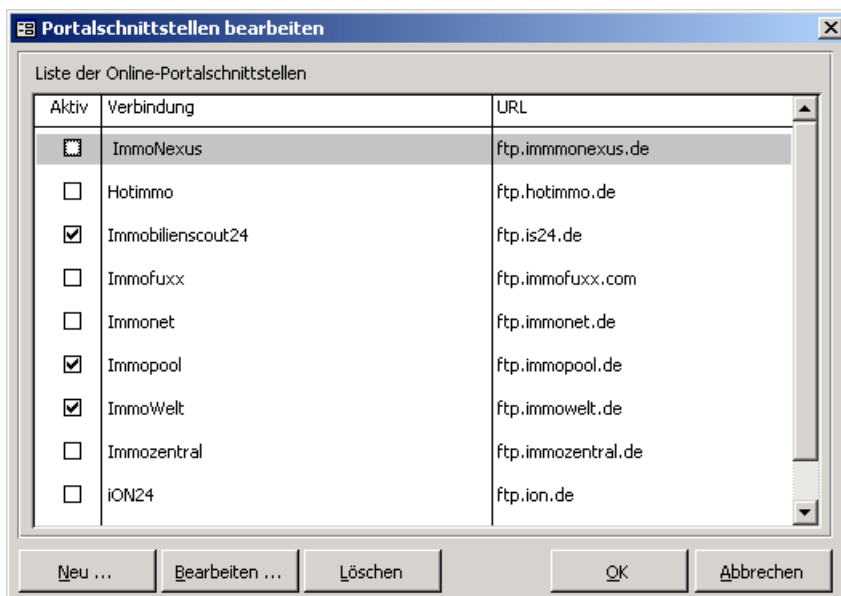 Portalschnittstellen bearbeiten
Liste der Online-Portalschnittstellen
Aktiv Verbindung URL
ImmoNexus ftp.immmonexus.de
Hotimmo ftp.hotimmo.de
Immobilienscout24 ftp.is24.de
Immofuxx ftp.immofuxx.com
Immonet ftp.immonet.de
Immopool ftp.immopool.de
ImmoWelt ftp.immowelt.de
Immozentral ftp.immozentral.de
iON24 ftp.ion.de
Neu ... Bearbeiten ... Löschen OK Abbrechen